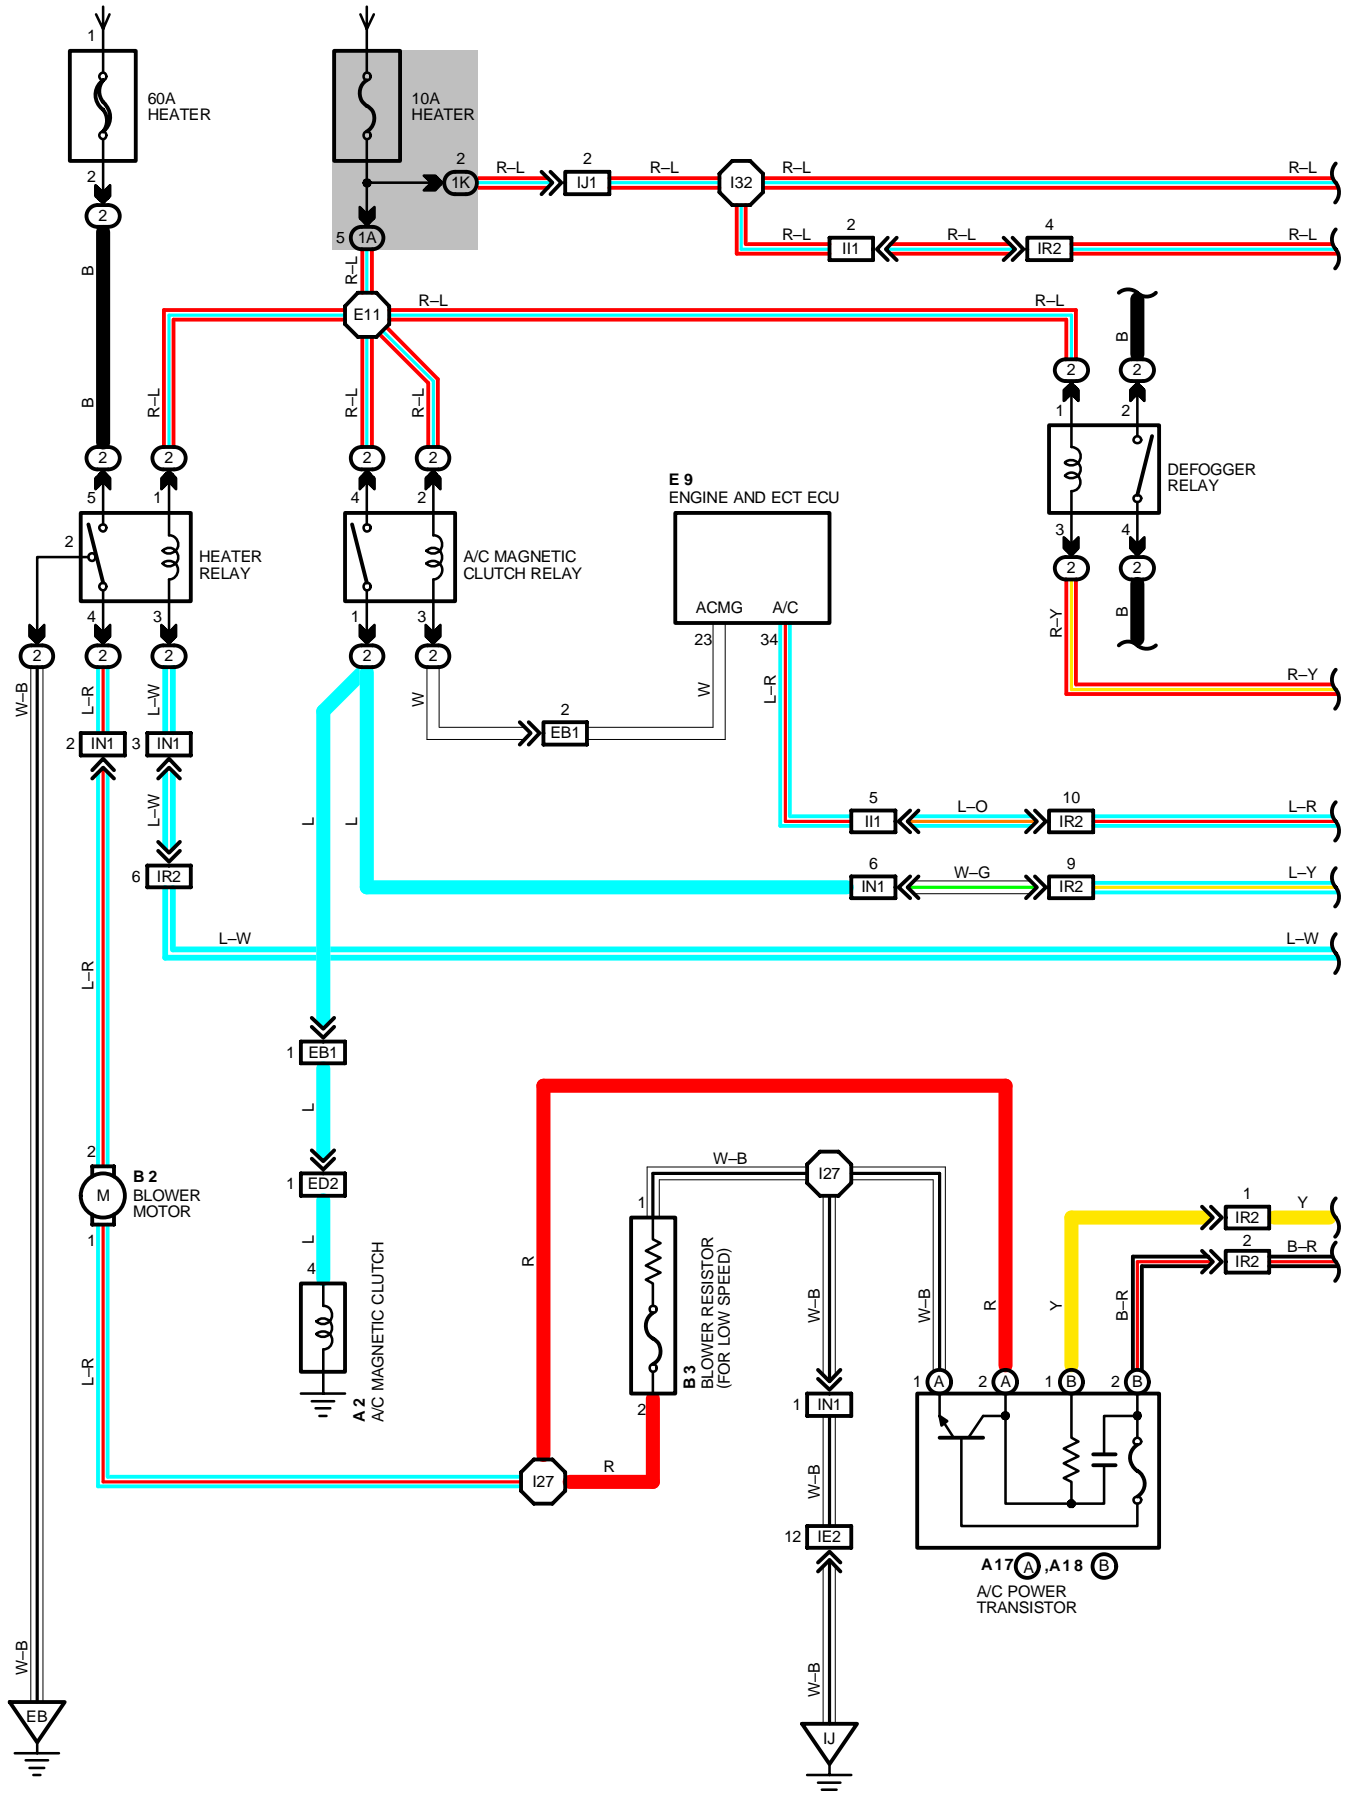 1
60A
HEATER
10A
HEATER
2
2
B
B
2
1K
5
1A
R–L
R–L
2
IJ1
R–L
I32
R–L
R–L
R–L
2
II1
R–L
4
IR2
R–L
E11
R–L
R–L
R–L
R–L
R–L
B
2
2
1
2
DEFOGGER
RELAY
3
4
2
2
R–Y
B
R–Y
2
2
2
2
5
1
4
2
2
HEATER
RELAY
A/C MAGNETIC
CLUTCH RELAY
E 9
ENGINE AND ECT ECU
ACMG
A/C
23
34
4
3
1
3
2
2
2
2
2
W–B
L–R
L–W
W
W
L–R
2
IN1
3
IN1
2
EB1
L–W
L
L
5
II1
L–O
10
IR2
L–R
6
IR2
6
IN1
W–G
9
IR2
L–Y
L–W
L–W
L–R
1
EB1
L
1
ED2
L
4
A 2
A/C MAGNETIC CLUTCH
2
M
B 2
BLOWER
MOTOR
1
L–R
R
W–B
I27
1
B 3
BLOWER RESISTOR
(FOR LOW SPEED)
2
R
I27
W–B
W–B
R
Y
B–R
1
IR2
Y
2
IR2
B–R
1
A
2
A
1
B
2
B
1
IN1
W–B
12
IE2
W–B
A17
A
,A18
B
A/C POWER
TRANSISTOR
W–B
EB
IJ